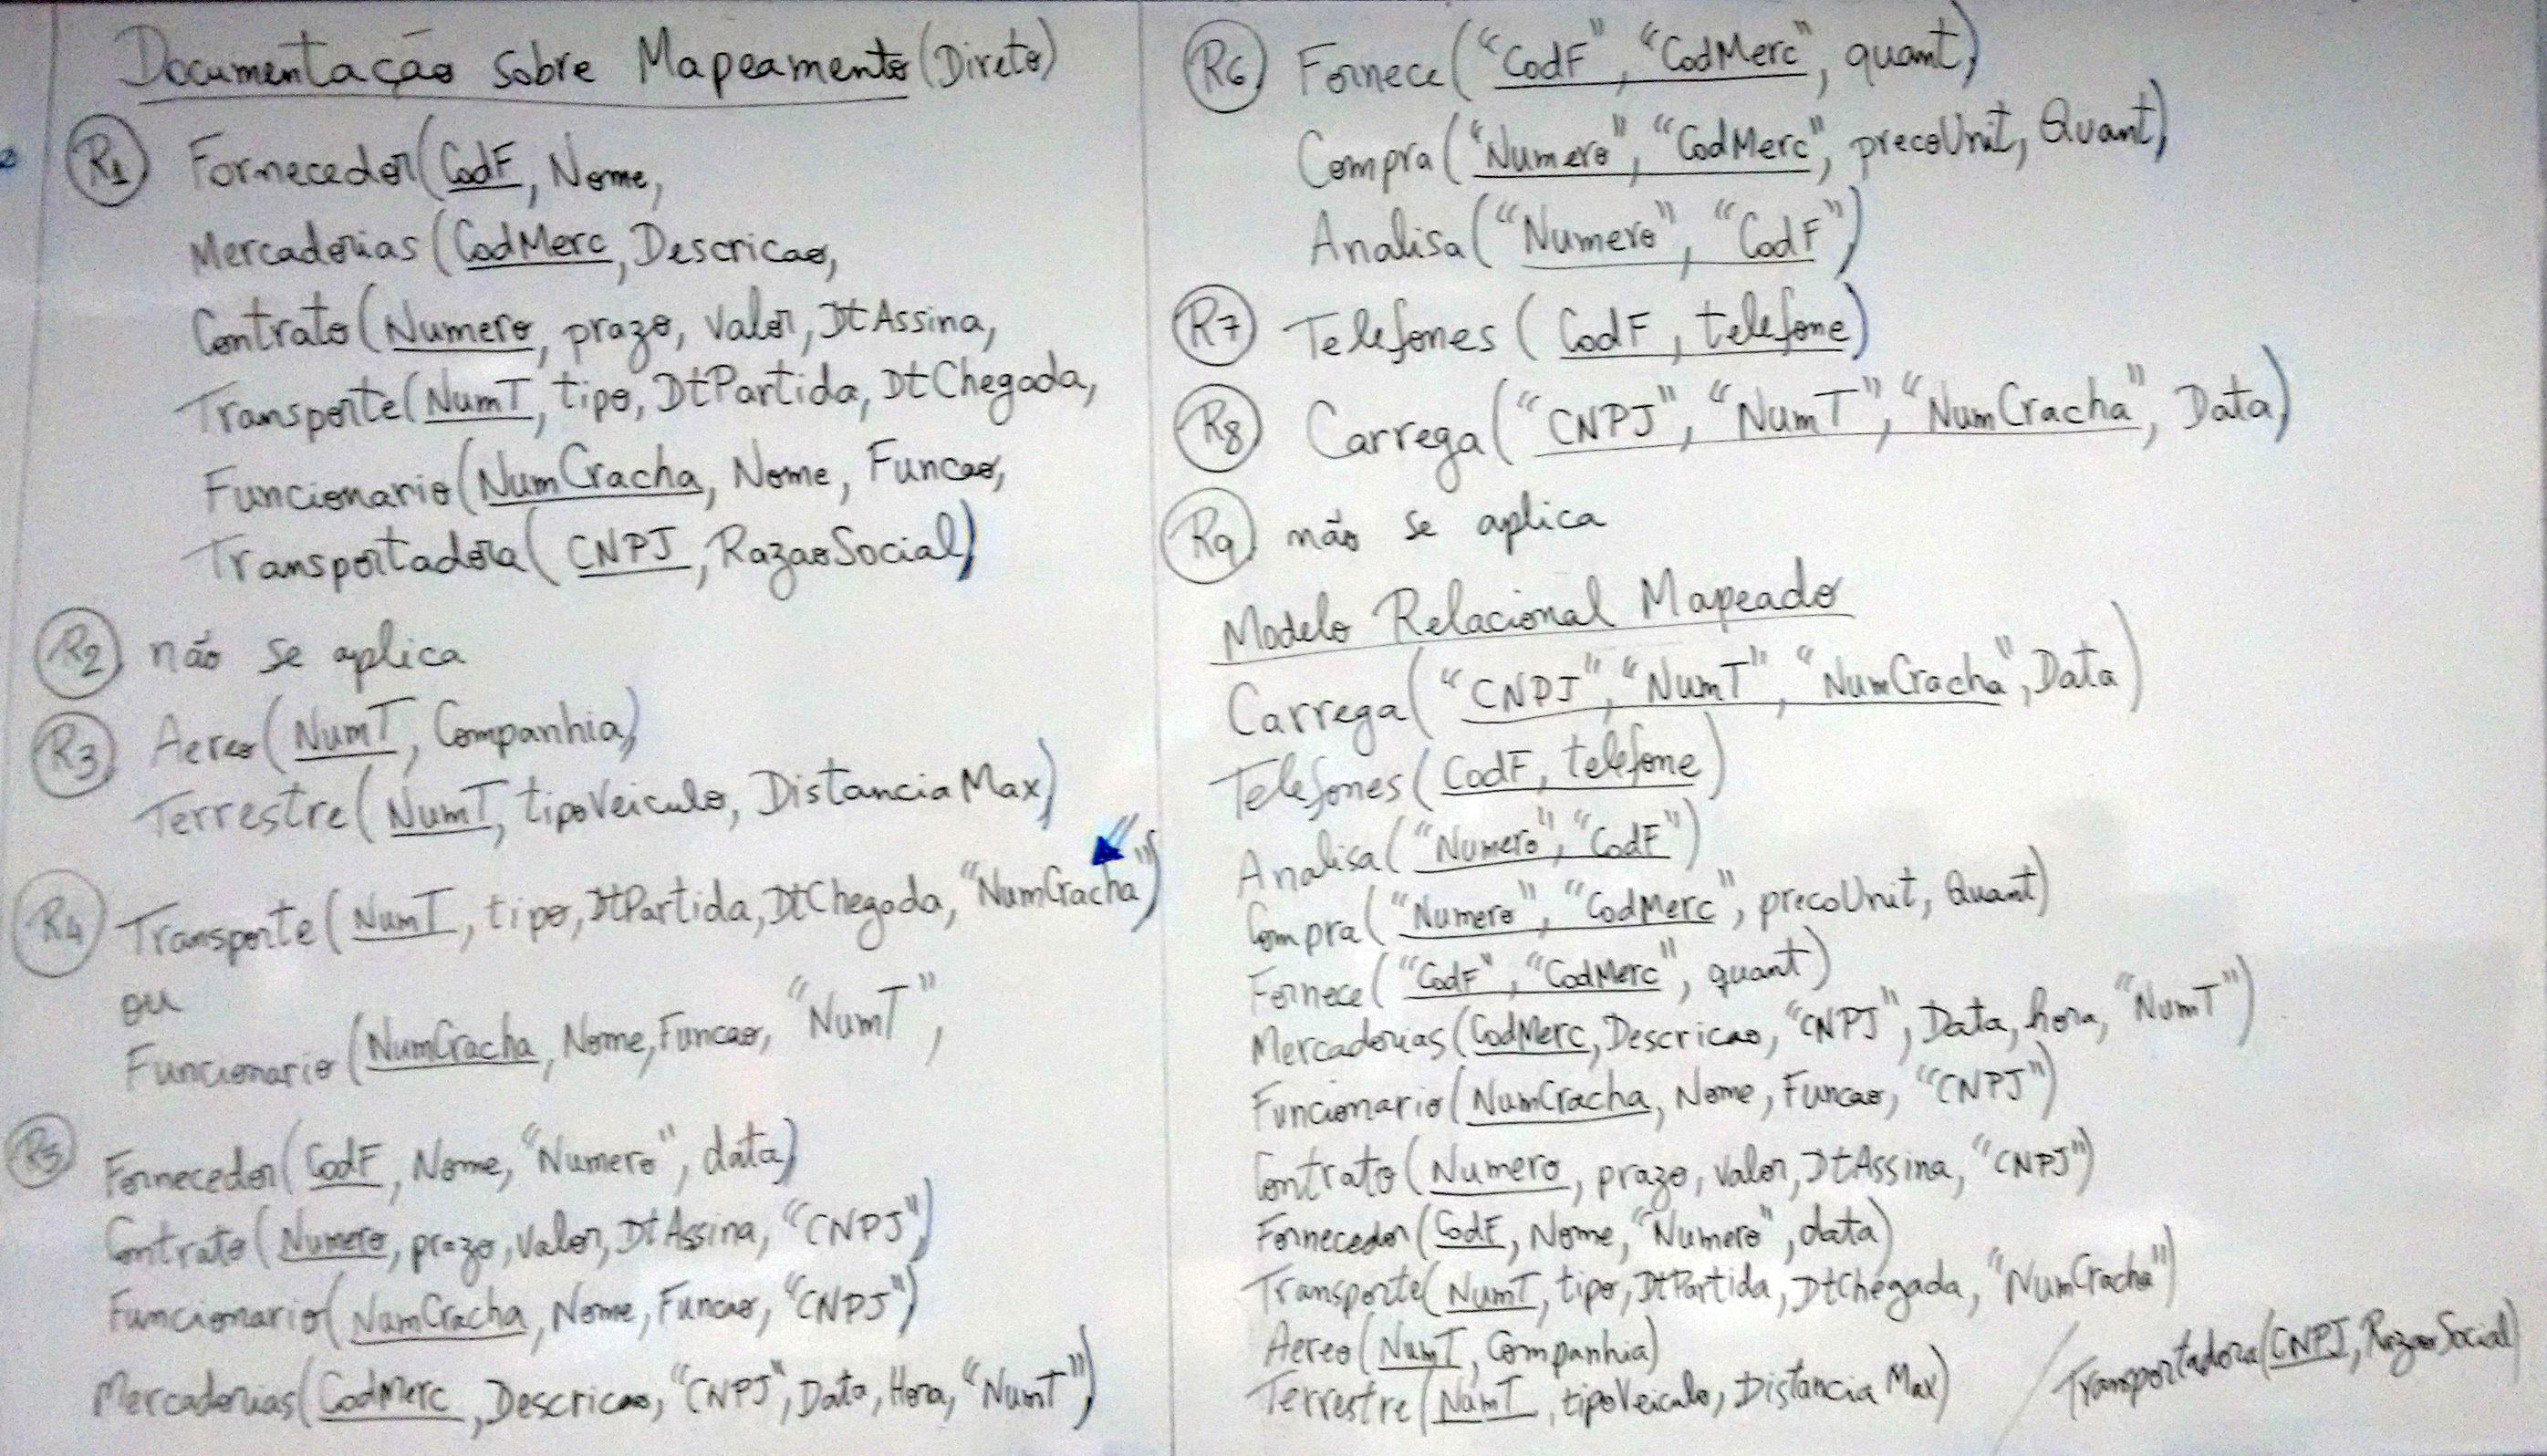 Documentação sobre Mapeamento (Direto)
R1 Fornecedor(CodF, Nome,
Mercadorias (CodMerc, Descricao,
Contrato (Numero, prazo, valor, DtAssina,
Transporte(NumT, tipo, DtPartida, DtChegada,
Funcionario(NumCracha, Nome, Funcao,
Transportadora( CNPJ, RazaoSocial)
R2 não se aplica
R3 Aereo( NumT, Companhia)
Terrestre( NumT, tipoVeiculo, DistanciaMax)
R4 Transporte( NumT, tipo, DtPartida, DtChegada, "NumCracha")
ou
Funcionario (NumCracha, Nome, Funcao, "NumT",
R5 Fornecedor( CodF, Nome, "Numero", data)
Contrato ( Numero, prazo, valor, DtAssina, "CNPJ")
Funcionario( NumCracha, Nome, Funcao, "CNPJ")
Mercadorias( CodMerc, Descricao, "CNPJ", Data, Hora, "NumT")
R6 Fornece("CodF", "CodMerc", quant)
Compra("Numero", "CodMerc", precoUnit, Quant)
Analisa("Numero", "CodF")
R7 Telefones ( CodF, telefone)
R8 Carrega("CNPJ", "NumT", "NumCracha", Data)
R9 não se aplica
Modelo Relacional Mapeado
Carrega("CNPJ", "NumT", "NumCracha", Data)
Telefones( CodF, telefone)
Analisa("Numero", "CodF")
Compra("Numero", "CodMerc", precoUnit, Quant)
Fornece("CodF", "CodMerc", quant)
Mercadorias(CodMerc, Descricao, "CNPJ", Data, hora, "NumT")
Funcionario(NumCracha, Nome, Funcao, "CNPJ")
Contrato (Numero, prazo, valor, DtAssina, "CNPJ")
Fornecedor( CodF, Nome, "Numero", data)
Transporte( NumT, tipo, DtPartida, DtChegada, "NumCracha")
Aereo( NumT, Companhia)
Terrestre( NumT, tipoVeiculo, DistanciaMax)
Transportadora(CNPJ, RazaoSocial)